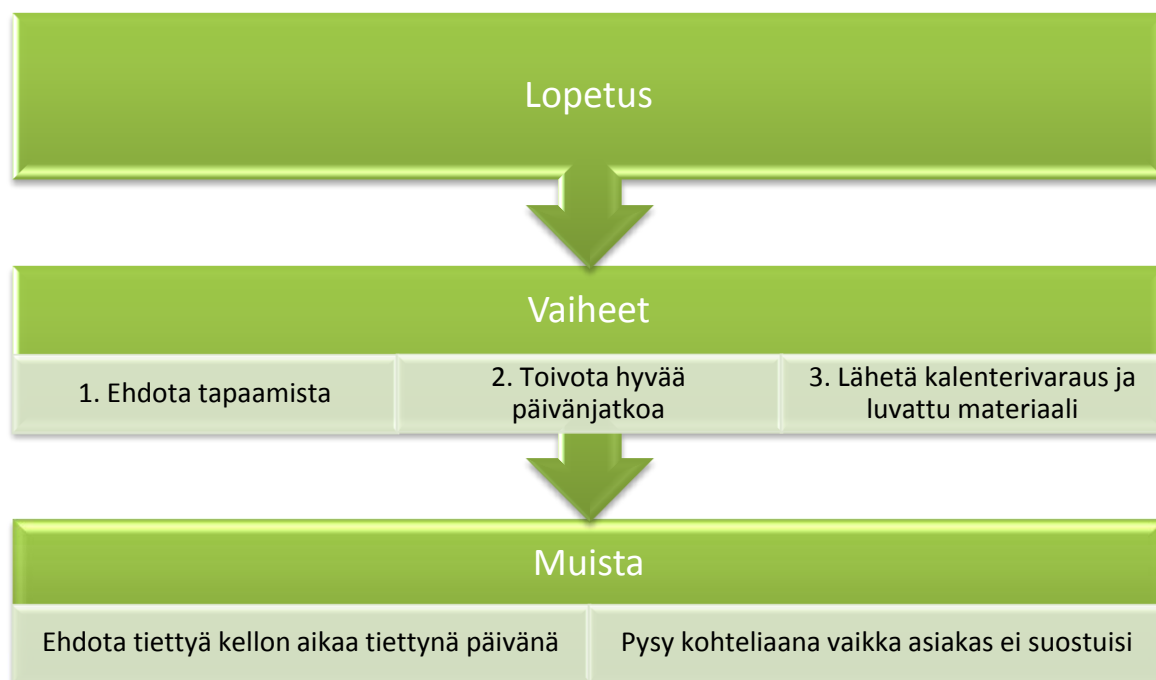 Lopetus
Vaiheet
1. Ehdota tapaamista
2. Toivota hyvää
päivänjatkoa
3. Lähetä kalenterivaraus ja
luvattu materiaali
Muista
Ehdota tiettyä kellon aikaa tiettynä päivänä
Pysy kohteliaana vaikka asiakas ei suostuisi